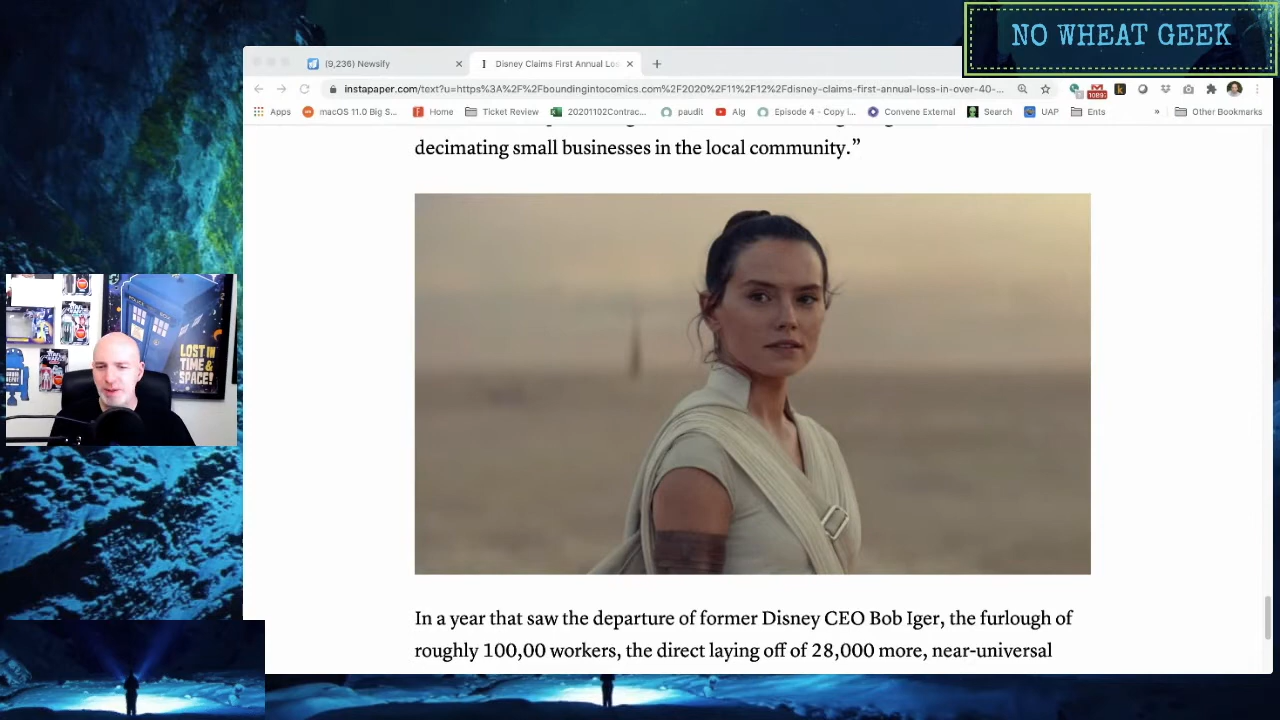 NO WHEAT GEEK
(9,236) Newsify
Disney Claims First Annual Los
instapaper.com/text?u=https%3A%2F%2Fboundingintocomics.com%2F2020%2F11%2F12%2Fdisney-claims-first-annual-loss-in-over-40-...
Apps macOS 11.0 Big S... Home Ticket Review 20201102Contrac... paudit Alg Episode 4 - Copy i... Convene External Search UAP Ents » Other Bookmarks
decimating small businesses in the local community.”
LOST IN
TIME &
SPACE!
In a year that saw the departure of former Disney CEO Bob Iger, the furlough of
roughly 100,00 workers, the direct laying off of 28,000 more, near-universal